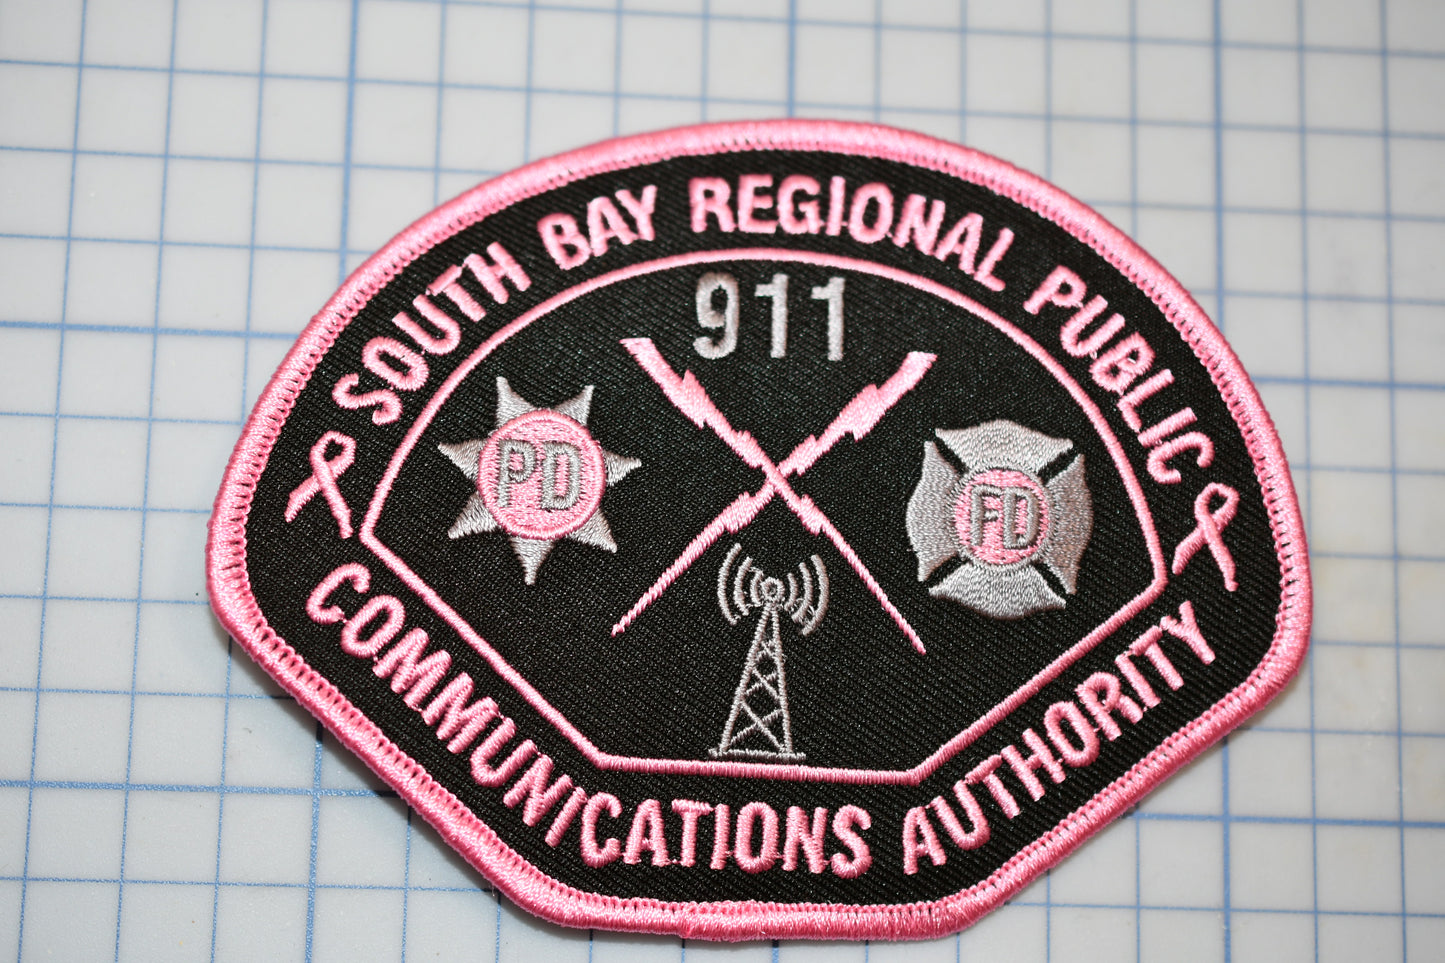 SOUTH BAY REGIONAL PUBLIC
911
PD
FD
COMMUNICATIONS AUTHORITY